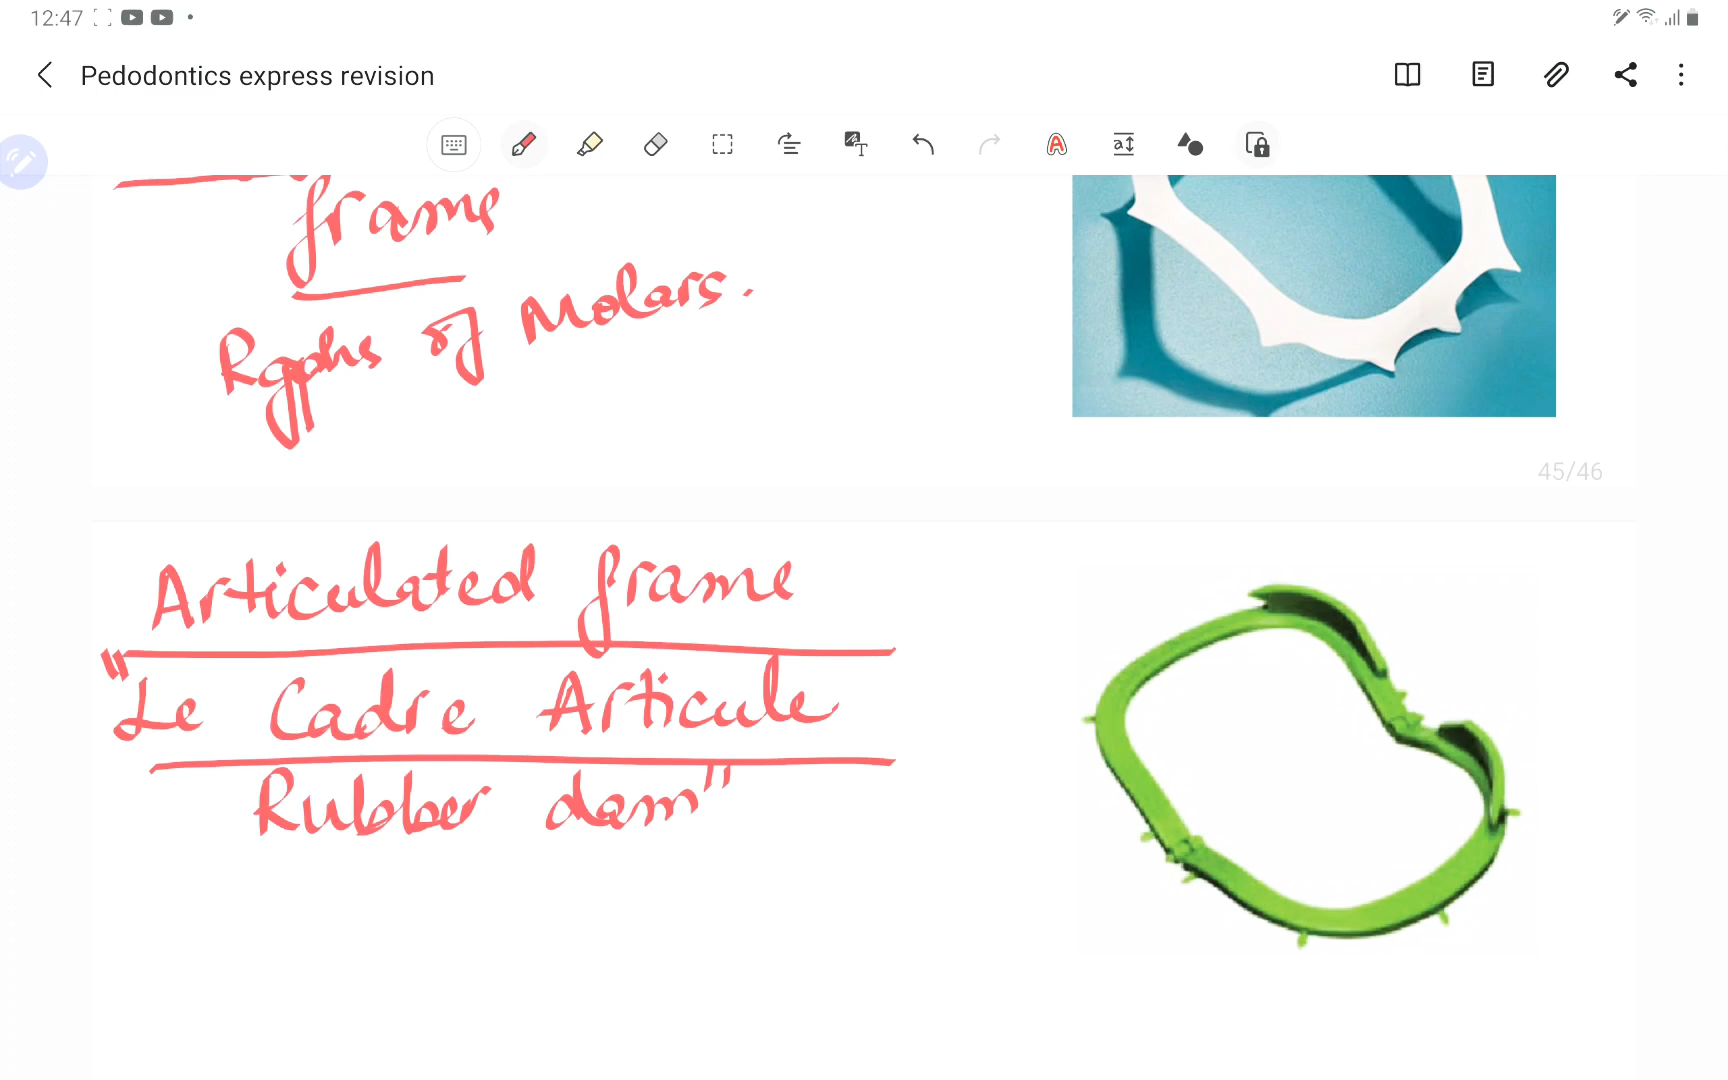 12:47
Pedodontics express revision
frame
Rgphs of Molars.
45/46
Articulated frame
"Le Cadre Articule
Rubber dam"